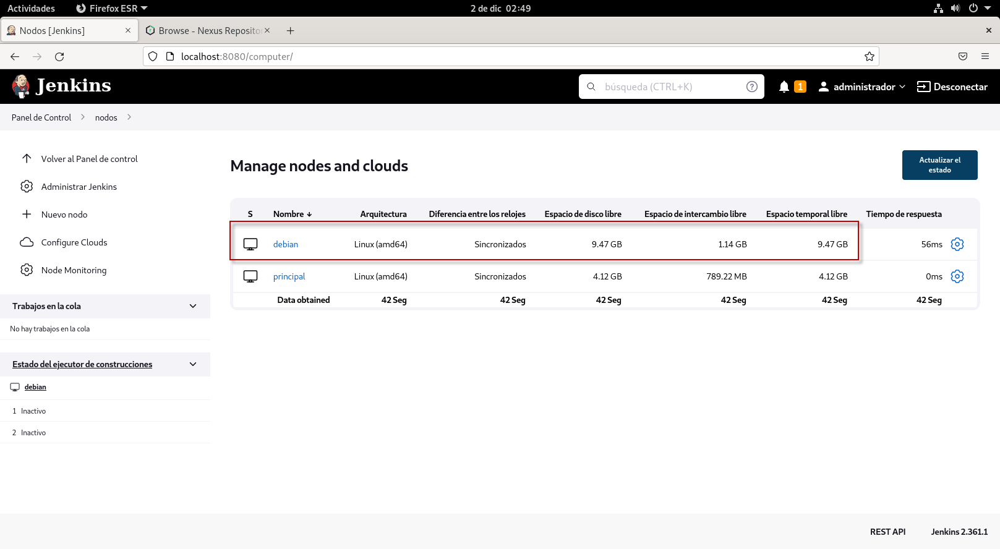 Actividades
Firefox ESR
2 de dic 02:49
Nodos [Jenkins]
Browse - Nexus Reposito
localhost:8080/computer/
Jenkins
búsqueda (CTRL+K)
1
administrador
Desconectar
Panel de Control
nodos
Volver al Panel de control
Administrar Jenkins
Nuevo nodo
Configure Clouds
Node Monitoring
Trabajos en la cola
No hay trabajos en la cola
Estado del ejecutor de construcciones
debian
1 Inactivo
2 Inactivo
Manage nodes and clouds
Actualizar el
estado
S Nombre ↓ Arquitectura Diferencia entre los relojes Espacio de disco libre Espacio de intercambio libre Espacio temporal libre Tiempo de respuesta
debian Linux (amd64) Sincronizados 9.47 GB 1.14 GB 9.47 GB 56ms
principal Linux (amd64) Sincronizados 4.12 GB 789.22 MB 4.12 GB 0ms
Data obtained 42 Seg 42 Seg 42 Seg 42 Seg 42 Seg 42 Seg
REST API
Jenkins 2.361.1